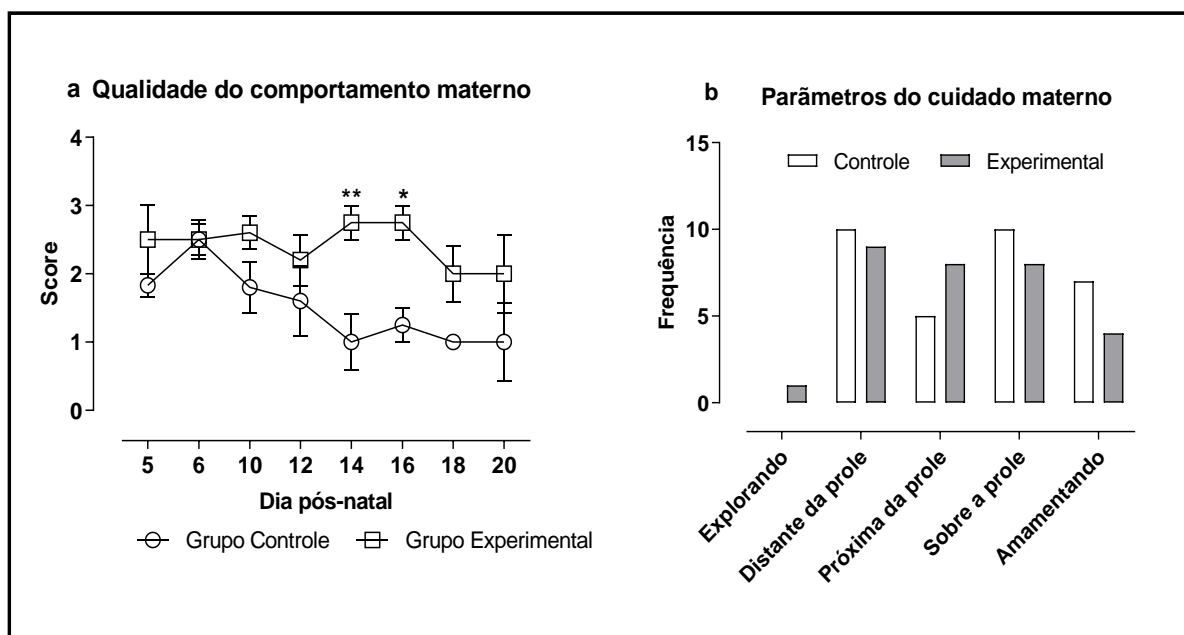 a Qualidade do comportamento materno
4
3
2
1
0
Score
** *
5 6 10 12 14 16 18 20
Dia pós-natal
Grupo Controle Grupo Experimental
b Parãmetros do cuidado materno
15
10
5
0
Frequência
Controle Experimental
Explorando
Distante da prole
Próxima da prole
Sobre a prole
Amamentando